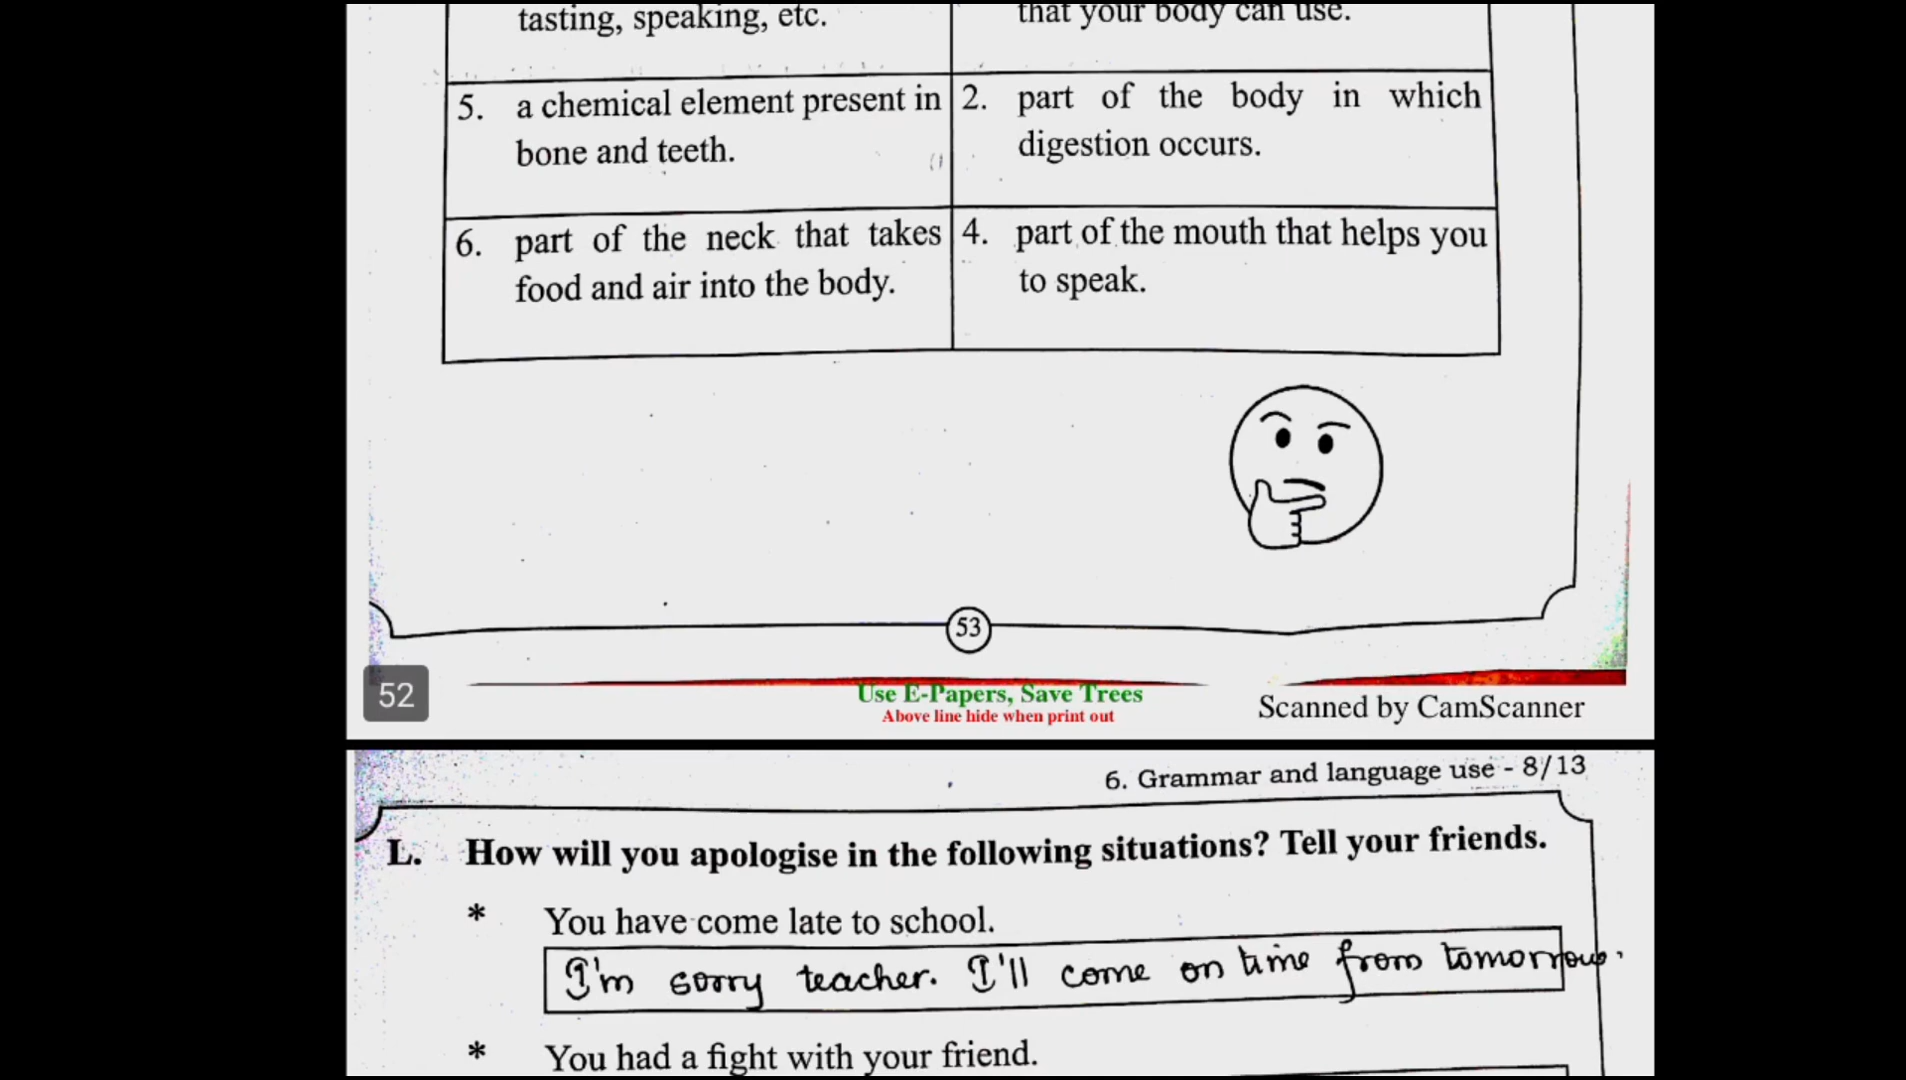 tasting, speaking, etc.
that your body can use.
5. a chemical element present in
bone and teeth.
2. part of the body in which
digestion occurs.
6. part of the neck that takes
food and air into the body.
4. part of the mouth that helps you
to speak.
53
52
Use E-Papers, Save Trees
Above line hide when print out
Scanned by CamScanner
6. Grammar and language use - 8/13
L. How will you apologise in the following situations? Tell your friends.
* You have come late to school.
I'm sorry teacher. I'll come on time from tomorrow.
* You had a fight with your friend.